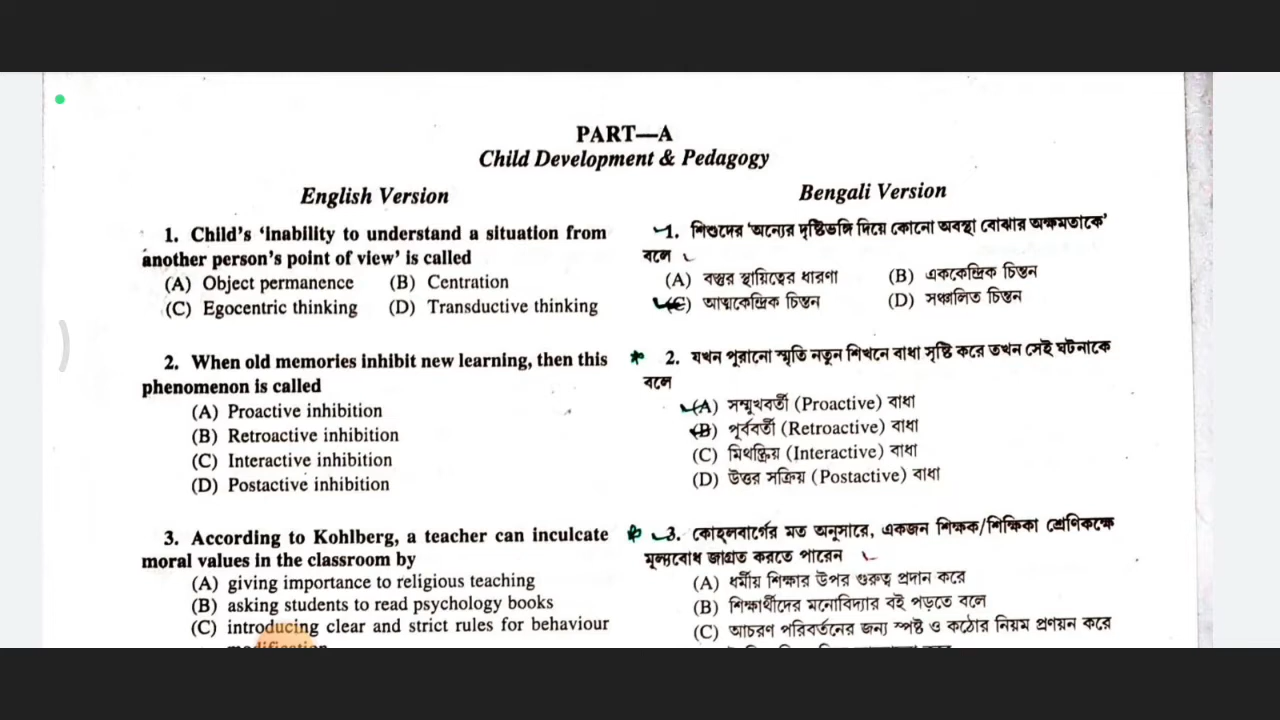 PART—A
Child Development & Pedagogy
English Version
1. Child's 'inability to understand a situation from
another person's point of view' is called
(A) Object permanence (B) Centration
(C) Egocentric thinking (D) Transductive thinking
2. When old memories inhibit new learning, then this
phenomenon is called
(A) Proactive inhibition
(B) Retroactive inhibition
(C) Interactive inhibition
(D) Postactive inhibition
3. According to Kohlberg, a teacher can inculcate
moral values in the classroom by
(A) giving importance to religious teaching
(B) asking students to read psychology books
(C) introducing clear and strict rules for behaviour
modification
Bengali Version
1. শিশুদের 'অন্যের দৃষ্টিভঙ্গি দিয়ে কোনো অবস্থা বোঝার অক্ষমতাকে'
বলে
(A) বস্তুর স্থায়িত্বের ধারণা (B) এককেন্দ্রিক চিন্তন
(C) আত্মকেন্দ্রিক চিন্তন (D) সঞ্চালিত চিন্তন
2. যখন পুরানো স্মৃতি নতুন শিখনে বাধা সৃষ্টি করে তখন সেই ঘটনাকে
বলে
(A) সম্মুখবর্তী (Proactive) বাধা
(B) পূর্ববর্তী (Retroactive) বাধা
(C) মিথষ্ক্রিয় (Interactive) বাধা
(D) উত্তর সক্রিয় (Postactive) বাধা
3. কোহলবার্গের মত অনুসারে, একজন শিক্ষক/শিক্ষিকা শ্রেণিকক্ষে
মূল্যবোধ জাগ্রত করতে পারেন
(A) ধর্মীয় শিক্ষার উপর গুরুত্ব প্রদান করে
(B) শিক্ষার্থীদের মনোবিদ্যার বই পড়তে বলে
(C) আচরণ পরিবর্তনের জন্য স্পষ্ট ও কঠোর নিয়ম প্রণয়ন করে